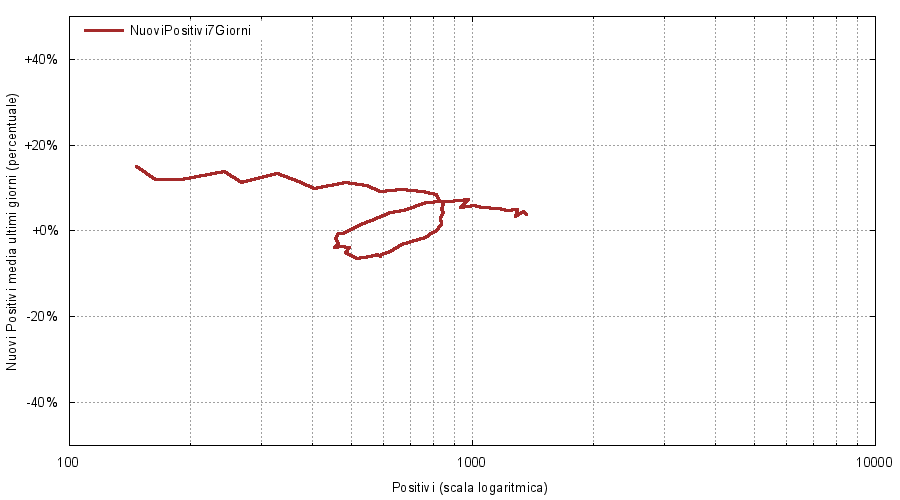 NuoviPositivi7Giorni
+40%
+20%
+0%
-20%
-40%
Nuovi Positivi media ultimi giorni (percentuale)
100
1000
10000
Positivi (scala logaritmica)